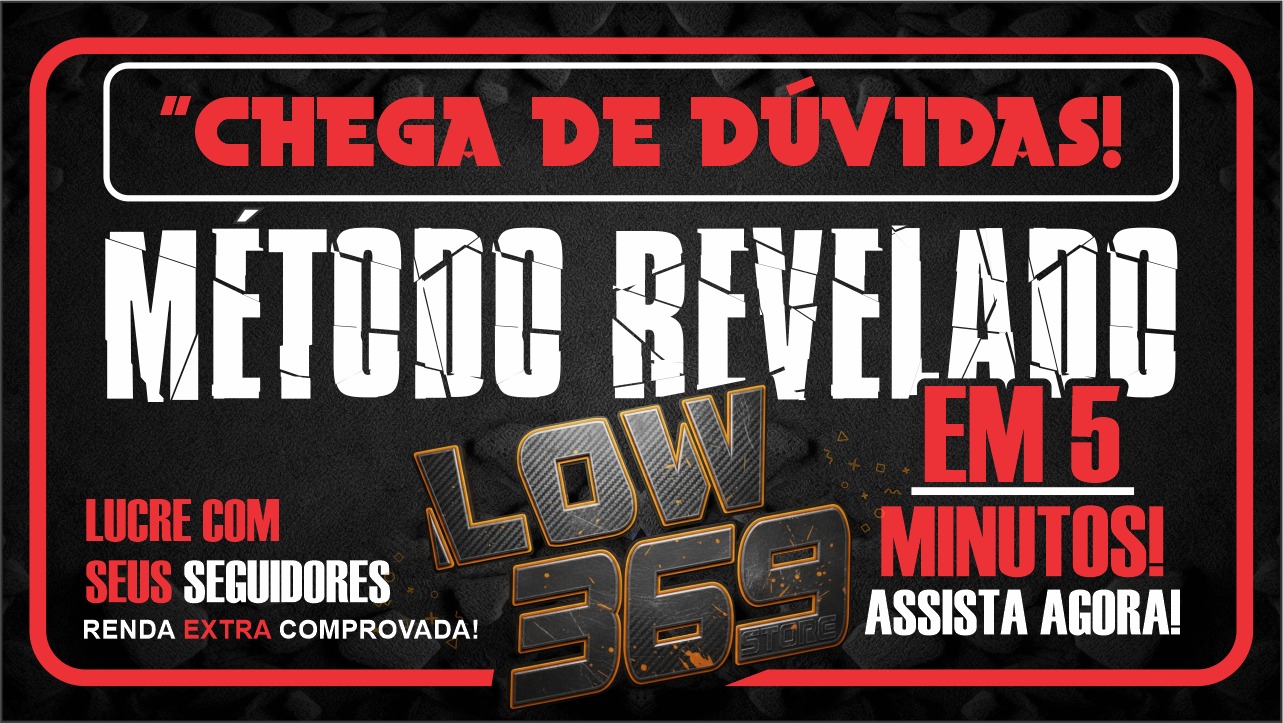 "CHEGA DE DÚVIDAS!
MÉTODO REVELADO
EM 5
MINUTOS!
ASSISTA AGORA!
LOW
369
STORE
LUCRE COM
SEUS SEGUIDORES
RENDA EXTRA COMPROVADA!